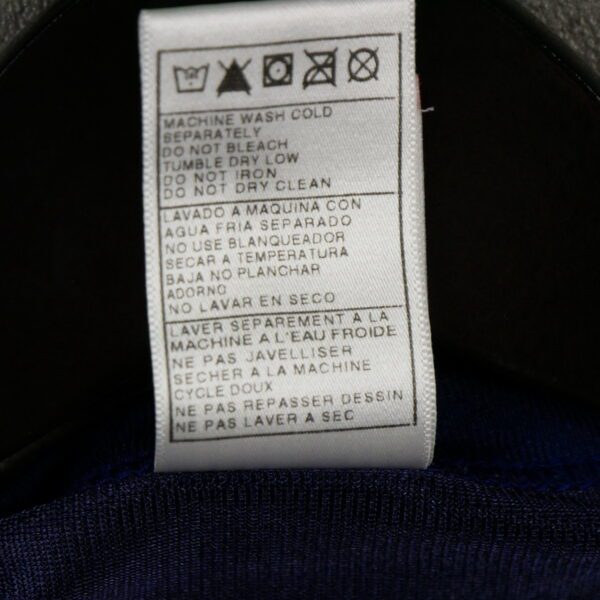 MACHINE WASH COLD
SEPARATELY
DO NOT BLEACH
TUMBLE DRY LOW
DO NOT IRON
DO NOT DRY CLEAN
LAVADO A MAQUINA CON
AGUA FRIA SEPARADO
NO USE BLANQUEADOR
SECAR A TEMPERATURA
BAJA NO PLANCHAR
ADORNO
NO LAVAR EN SECO
LAVER SEPAREMENT A LA
MACHINE A L'EAU FROIDE
NE PAS JAVELLISER
SECHER A LA MACHINE
CYCLE DOUX
NE PAS REPASSER DESSIN
NE PAS LAVER A SEC